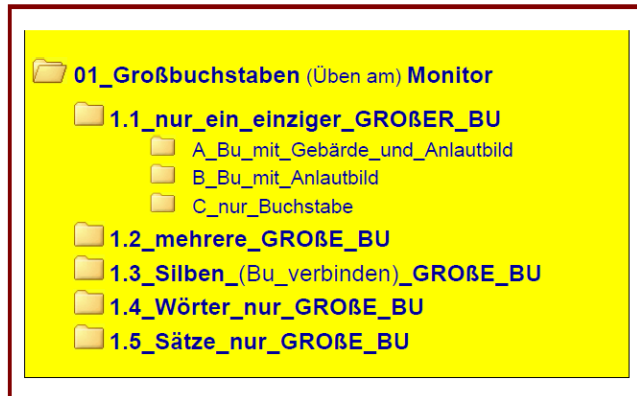 01_Großbuchstaben (Üben am) Monitor
1.1_nur_ein_einziger_GROßER_BU
A_Bu_mit_Gebärde_und_Anlautbild
B_Bu_mit_Anlautbild
C_nur_Buchstabe
1.2_mehrere_GROßE_BU
1.3_Silben_(Bu_verbinden)_GROßE_BU
1.4_Wörter_nur_GROßE_BU
1.5_Sätze_nur_GROßE_BU